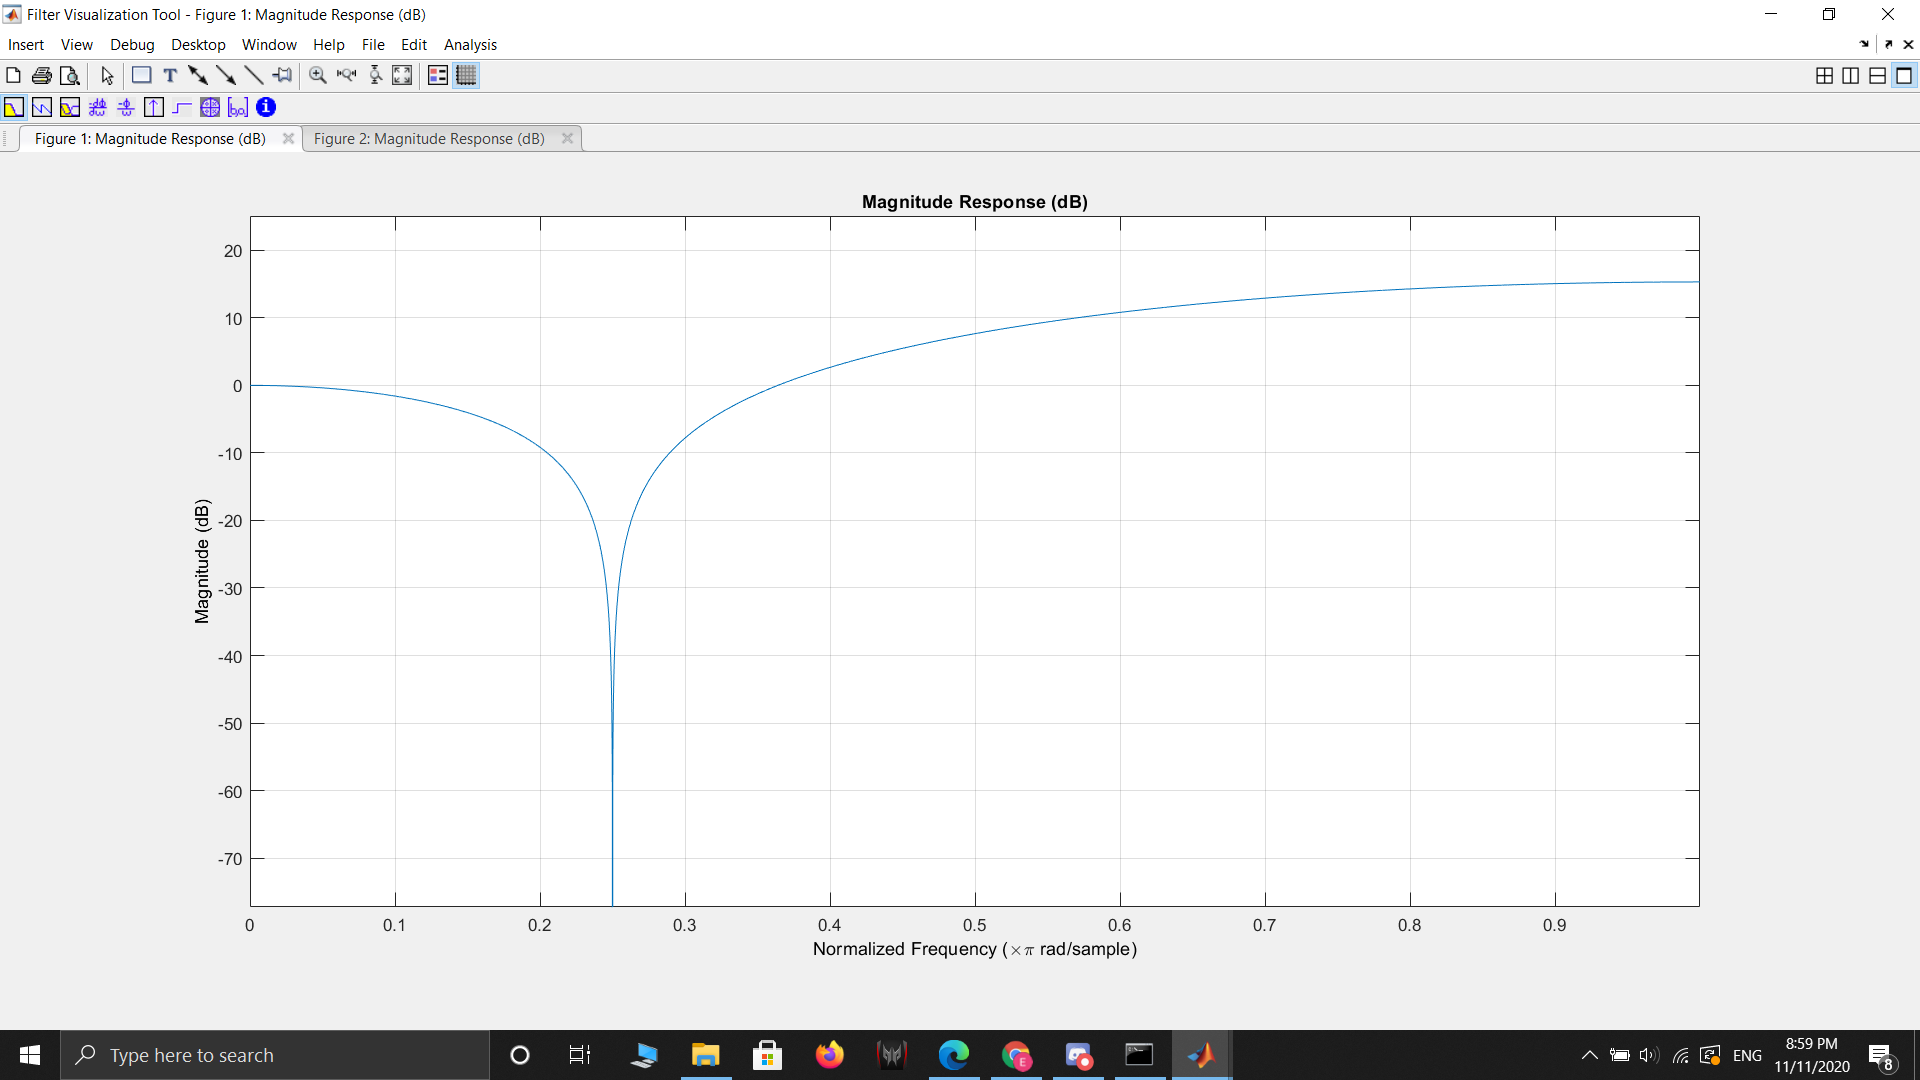 Filter Visualization Tool - Figure 1: Magnitude Response (dB)
Insert View Debug Desktop Window Help File Edit Analysis
Figure 1: Magnitude Response (dB) Figure 2: Magnitude Response (dB)
Magnitude Response (dB)
20
10
0
-10
-20
-30
-40
-50
-60
-70
Magnitude (dB)
0 0.1 0.2 0.3 0.4 0.5 0.6 0.7 0.8 0.9
Normalized Frequency (×π rad/sample)
Type here to search
ENG
8:59 PM
11/11/2020
8